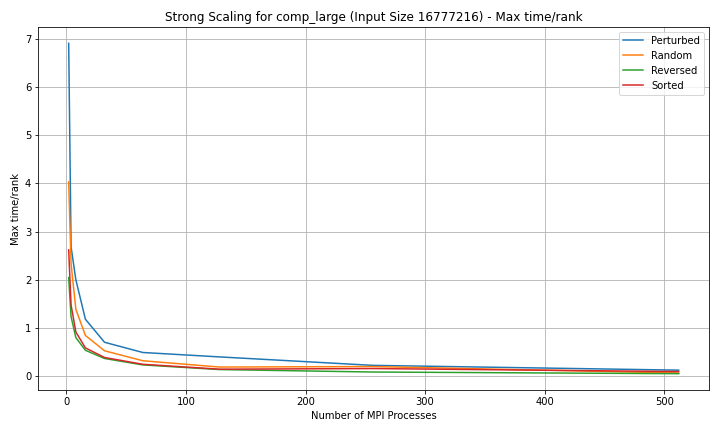 Strong Scaling for comp_large (Input Size 16777216) - Max time/rank
Perturbed
Random
Reversed
Sorted
7
6
5
4
3
2
1
0
Max time/rank
0 100 200 300 400 500
Number of MPI Processes